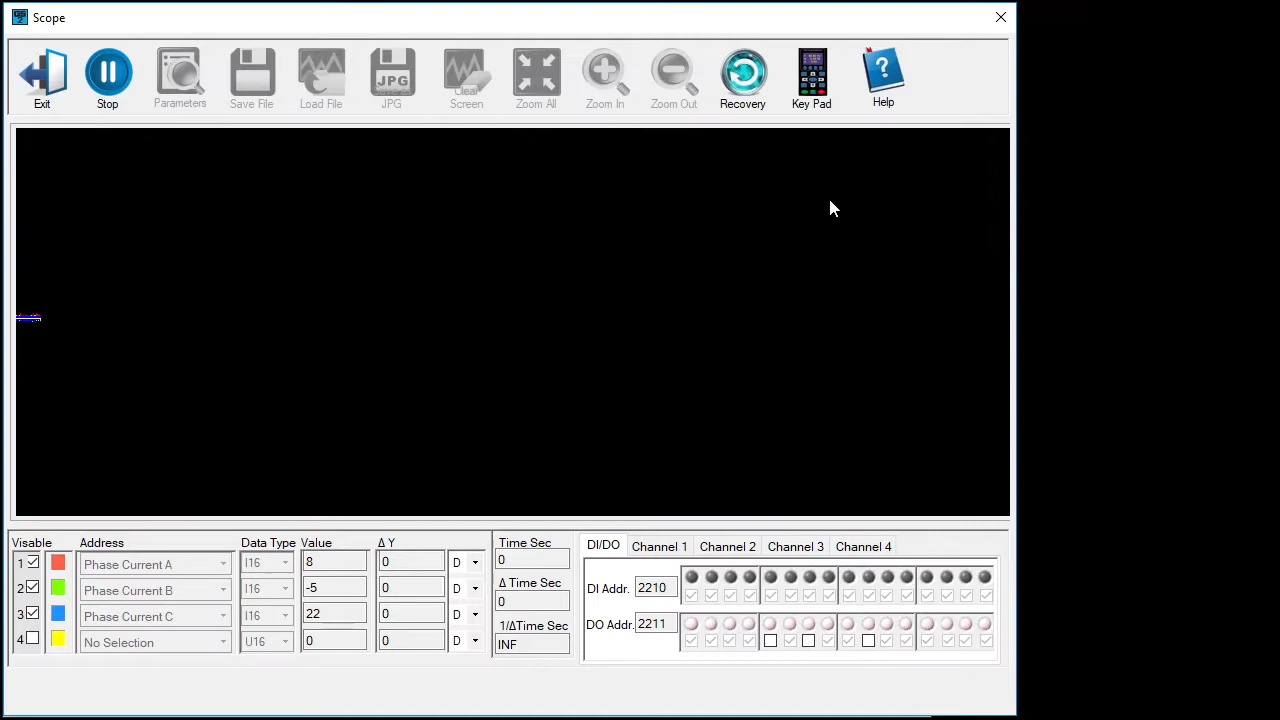 Scope
Exit
Stop
Parameters
Save File
Load File
JPG
JPG
Clear
Screen
Zoom All
Zoom In
Zoom Out
Recovery
Key Pad
?
Help
Visable
Address
Data Type
Value
Δ Y
1
Phase Current A
I16
8
0
D
2
Phase Current B
I16
-5
0
D
3
Phase Current C
I16
22
0
D
4
No Selection
U16
0
0
D
Time Sec
0
Δ Time Sec
0
1/ΔTime Sec
INF
DI/DO
Channel 1
Channel 2
Channel 3
Channel 4
DI Addr.
2210
DO Addr.
2211